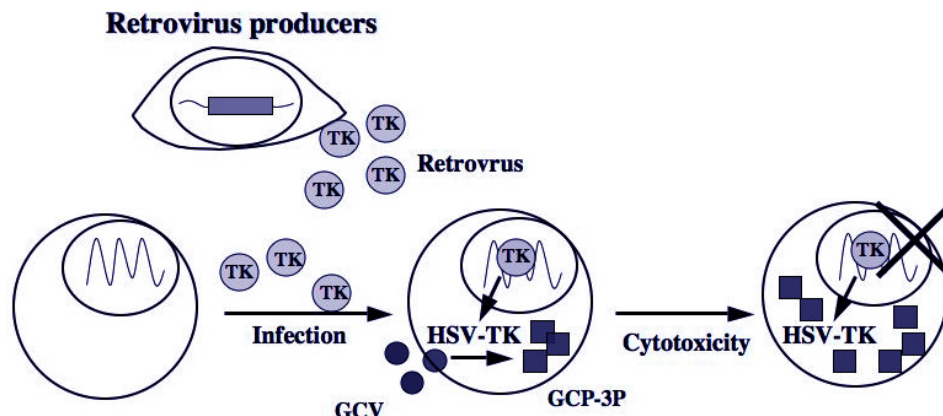 Retrovirus producers
TK
TK
TK
TK
Retrovrus
TK
TK
TK
TK
TK
Infection
HSV-TK
Cytotoxicity
HSV-TK
GCV
GCP-3P